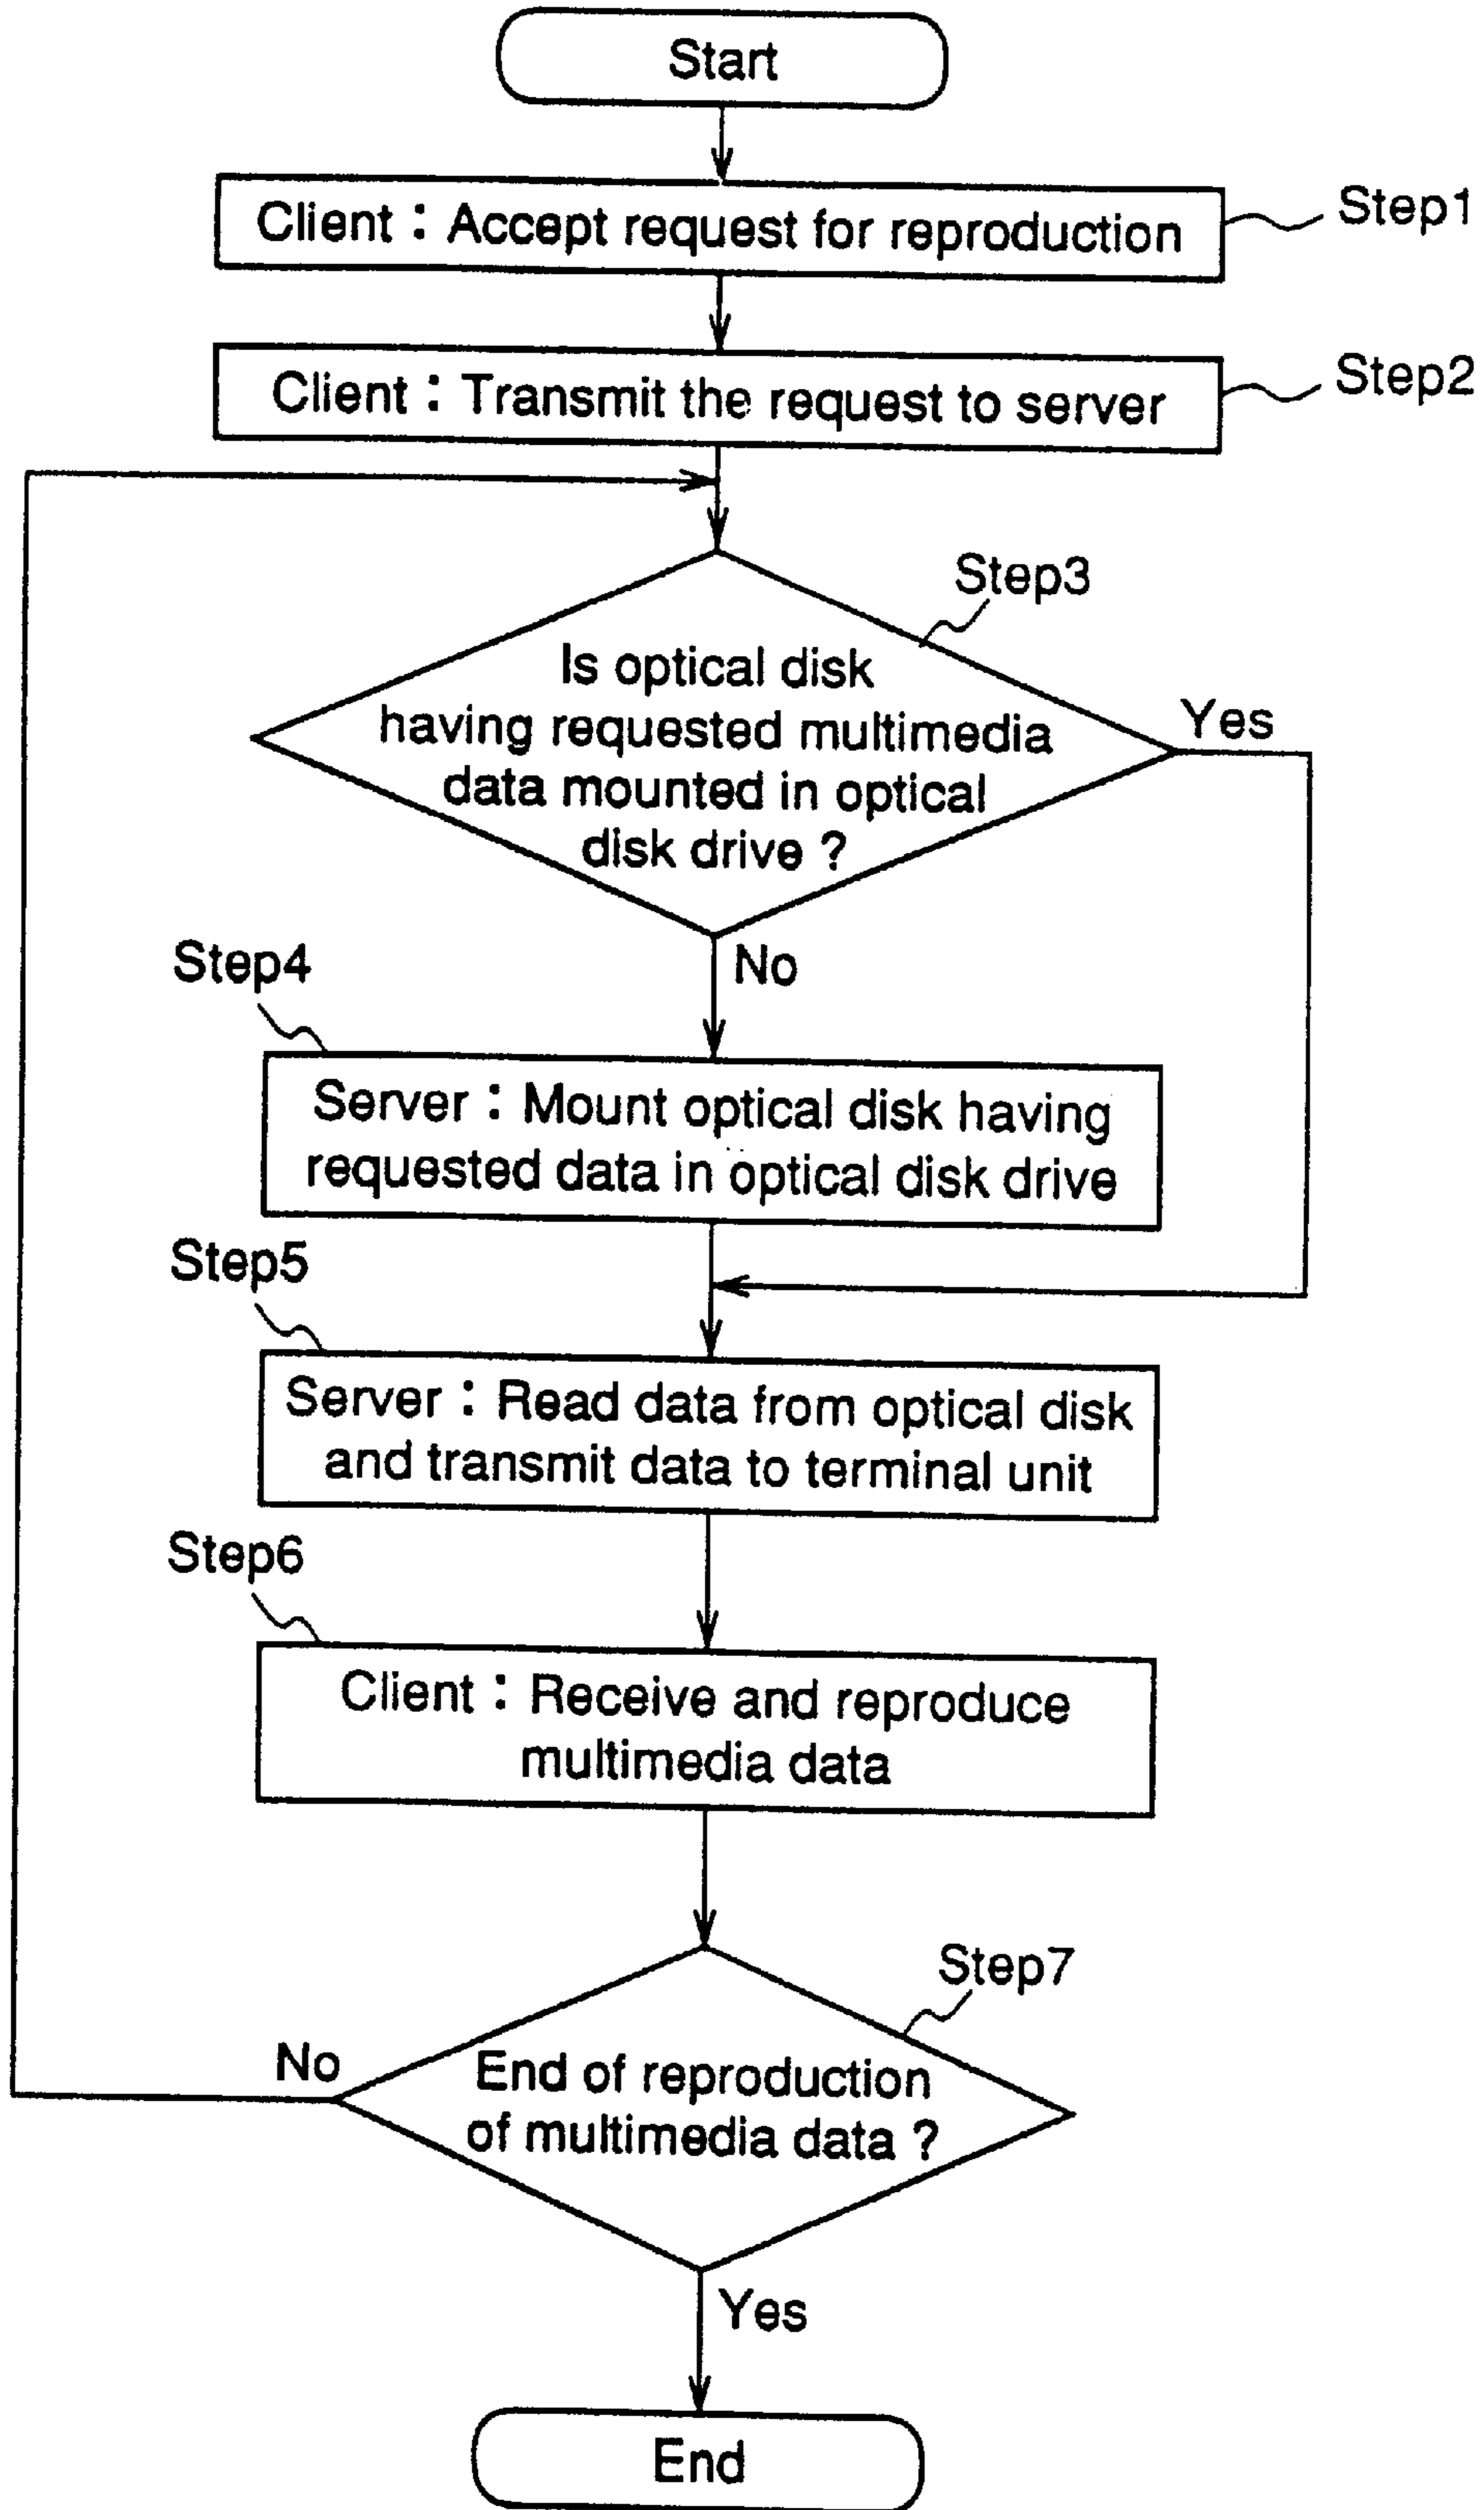 Start
Client : Accept request for reproduction
Step1
Client : Transmit the request to server
Step2
Step3
Is optical disk
having requested multimedia
data mounted in optical
disk drive ?
Yes
No
Step4
Server : Mount optical disk having
requested data in optical disk drive
Step5
Server : Read data from optical disk
and transmit data to terminal unit
Step6
Client : Receive and reproduce
multimedia data
Step7
No
End of reproduction
of multimedia data ?
Yes
End